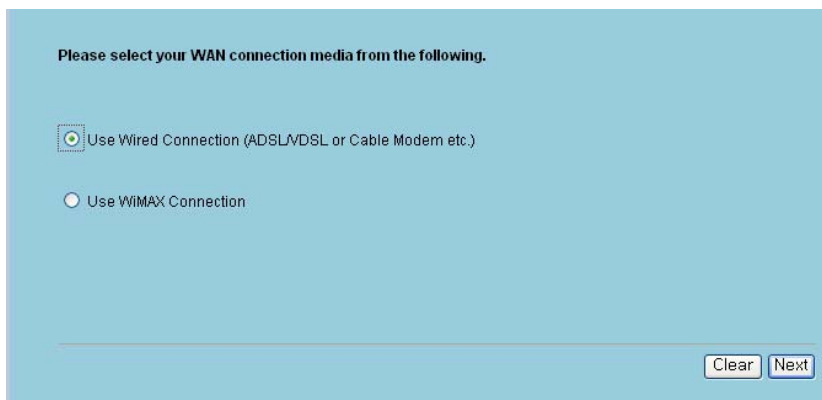 Please select your WAN connection media from the following.
Use Wired Connection (ADSL/VDSL or Cable Modem etc.)
Use WiMAX Connection
Clear Next